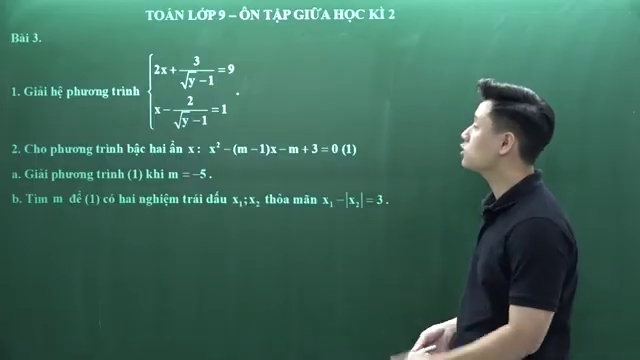 TOÁN LỚP 9 – ÔN TẬP GIỮA HỌC KÌ 2
Bài 3.
1. Giải hệ phương trình { 2x + 3/(√y − 1) = 9
x − 2/(√y − 1) = 1 .
2. Cho phương trình bậc hai ẩn x : x² − (m − 1)x − m + 3 = 0 (1)
a. Giải phương trình (1) khi m = −5 .
b. Tìm m để (1) có hai nghiệm trái dấu x₁; x₂ thỏa mãn x₁ − |x₂| = 3 .